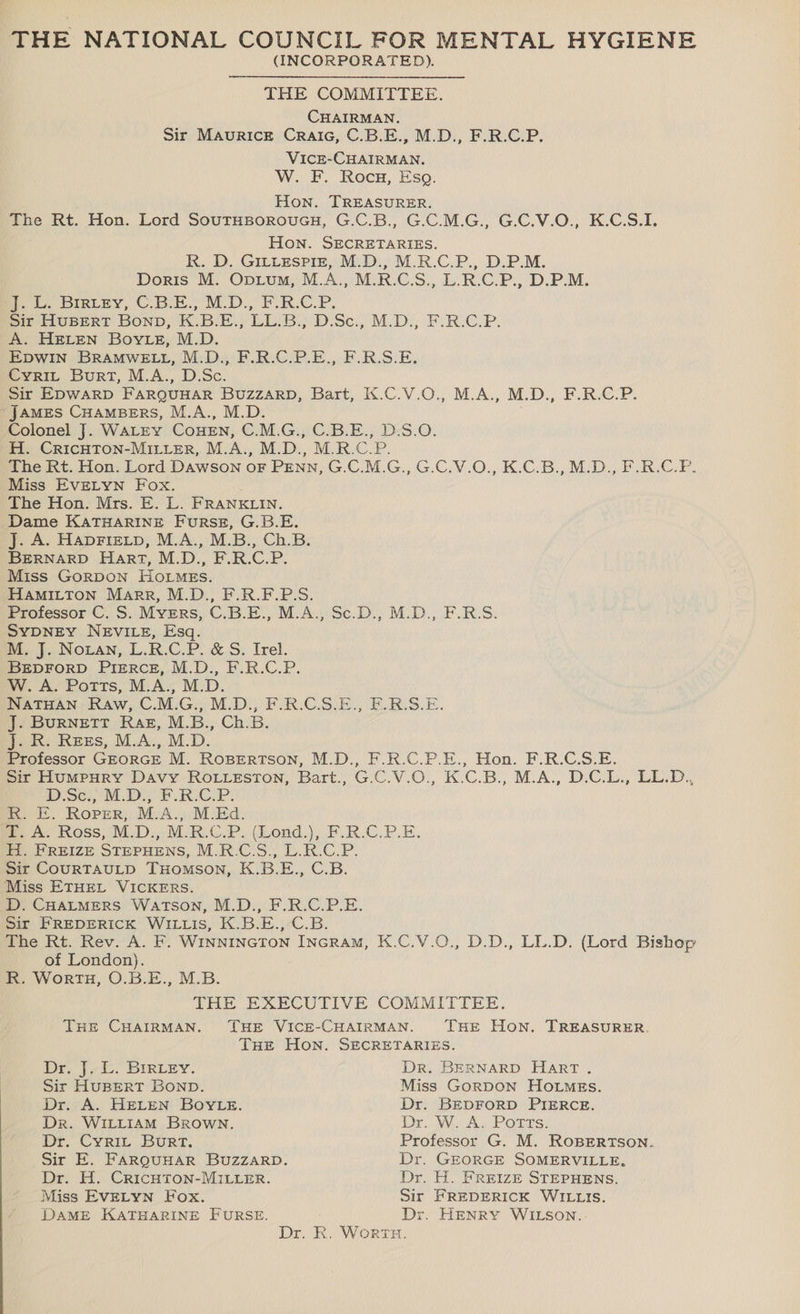 THE NATIONAL COUNCIL FOR MENTAL HYGIENE
(INCORPORATED).
THE COMMITTEE.
CHAIRMAN.
Sir MAURICE CRAIG, C.B.E., M.D., F.R.C.P.
VICE-CHAIRMAN.
W. F. ROCH, ESQ.
HON. TREASURER.
The Rt. Hon. Lord SOUTHBOROUGH, G.C.B., G.C.M.G., G.C.V.O., K.C.S.I.
HON. SECRETARIES.
R. D. GILLESPIE, M.D., M.R.C.P., D.P.M.
DORIS M. ODLUM, M.A., M.R.C.S., L.R.C.P., D.P.M.
J. L. BIRLEY, C.B.E., M.D., F.R.C.P.
Sir HUBERT BOND, K.B.E., LL.B., D.Sc., M.D., F.R.C.P.
A. HELEN BOYLE, M.D.
EDWIN BRAMWELL, M.D., F.R.C.P.E., F.R.S.E.
CYRIL BURT, M.A., D.Sc.
Sir EDWARD FARQUHAR BUZZARD, Bart, K.C.V.O., M.A., M.D., F.R.C.P.
JAMES CHAMBERS, M.A., M.D.
Colonel J. WALEY COHEN, C.M.G., C.B.E., D.S.O.
H. CRICHTON-MILLER, M.A., M.D., M.R.C.P.
The Rt. Hon. Lord DAWSON OF PENN, G.C.M.G., G.C.V.O., K.C.B., M.D., F.R.C.P.
Miss EVELYN FOX.
The Hon. Mrs. E. L. FRANKLIN.
Dame KATHARINE FURSE, G.B.E.
J. A. HADFIELD, M.A., M.B., Ch.B.
BERNARD HART, M.D., F.R.C.P.
Miss GORDON HOLMES.
HAMILTON MARR, M.D., F.R.F.P.S.
Professor C. S. MYERS, C.B.E., M.A., Sc.D., M.D., F.R.S.
SYDNEY NEVILE, Esq.
M. J. NOLAN, L.R.C.P. & S. Irel.
BEDFORD PIERCE, M.D., F.R.C.P.
W. A. POTTS, M.A., M.D.
NATHAN RAW, C.M.G., M.D., F.R.C.S.E., F.R.S.E.
J. BURNETT RAE, M.B., Ch.B.
J. R. REES, M.A., M.D.
Professor GEORGE M. ROBERTSON, M.D., F.R.C.P.E., Hon. F.R.C.S.E.
Sir HUMPHRY DAVY ROLLESTON, Bart., G.C.V.O., K.C.B., M.A., D.C.L., LL.D.,
D.Sc., M.D., F.R.C.P.
R. E. ROPER, M.A., M.Ed.
T. A. ROSS, M.D., M.R.C.P. (Lond.), F.R.C.P.E.
H. FREIZE STEPHENS, M.R.C.S., L.R.C.P.
Sir COURTAULD THOMSON, K.B.E., C.B.
Miss ETHEL VICKERS.
D. CHALMERS WATSON, M.D., F.R.C.P.E.
Sir FREDERICK WILLIS, K.B.E., C.B.
The Rt. Rev. A. F. WINNINGTON INGRAM, K.C.V.O., D.D., LL.D. (Lord Bishop
of London).
R. WORTH, O.B.E., M.B.
THE EXECUTIVE COMMITTEE.
THE CHAIRMAN. THE VICE-CHAIRMAN. THE HON. TREASURER.
THE HON. SECRETARIES.
Dr. J. L. BIRLEY.
Sir HUBERT BOND.
Dr. A. HELEN BOYLE.
DR. WILLIAM BROWN.
Dr. CYRIL BURT.
Sir E. FARQUHAR BUZZARD.
Dr. H. CRICHTON-MILLER.
Miss EVELYN FOX.
DAME KATHARINE FURSE.
DR. BERNARD HART.
Miss GORDON HOLMES.
Dr. BEDFORD PIERCE.
Dr. W. A. POTTS.
Professor G. M. ROBERTSON.
Dr. GEORGE SOMERVILLE.
Dr. H. FREIZE STEPHENS.
Sir FREDERICK WILLIS.
Dr. HENRY WILSON.
Dr. R. WORTH.